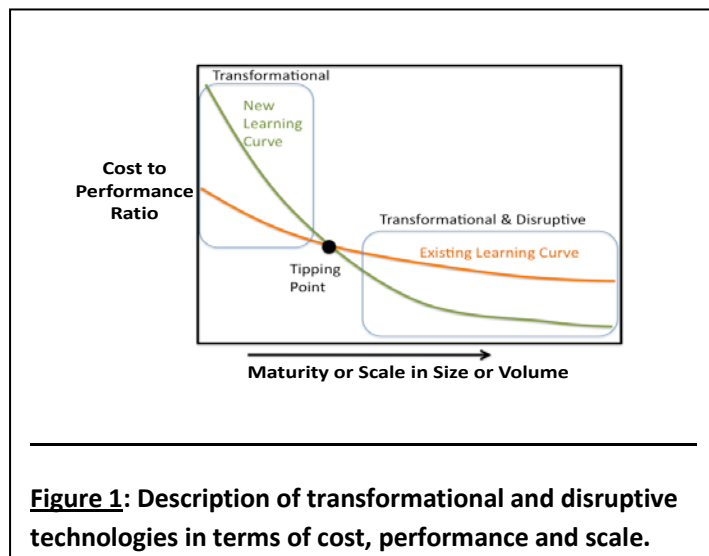 Transformational
New
Learning
Curve
Cost to
Performance
Ratio
Transformational & Disruptive
Existing Learning Curve
Tipping
Point
Maturity or Scale in Size or Volume
Figure 1: Description of transformational and disruptive
technologies in terms of cost, performance and scale.